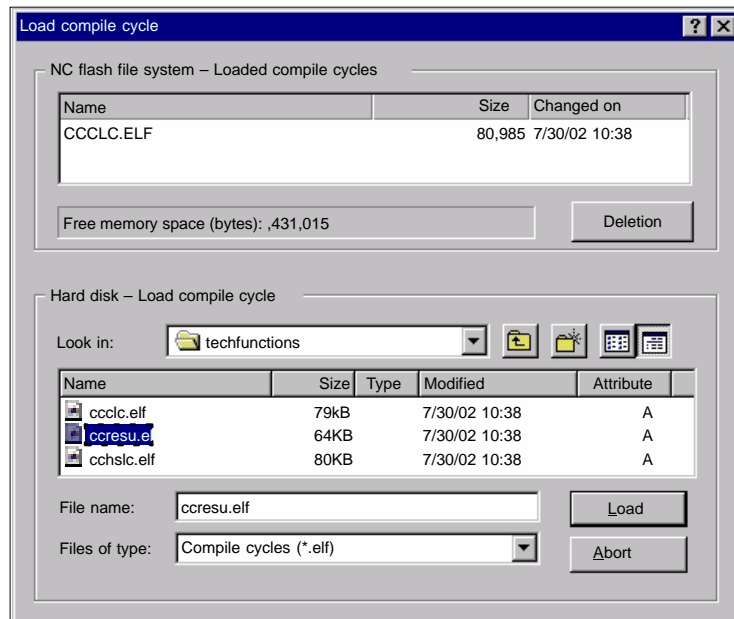 Load compile cycle
NC flash file system – Loaded compile cycles
Name Size Changed on
CCCLC.ELF 80,985 7/30/02 10:38
Free memory space (bytes): ,431,015 Deletion
Hard disk – Load compile cycle
Look in: techfunctions
Name Size Type Modified Attribute
ccclc.elf 79kB 7/30/02 10:38 A
ccresu.el 64KB 7/30/02 10:38 A
cchslc.elf 80KB 7/30/02 10:38 A
File name: ccresu.elf Load
Files of type: Compile cycles (*.elf) Abort